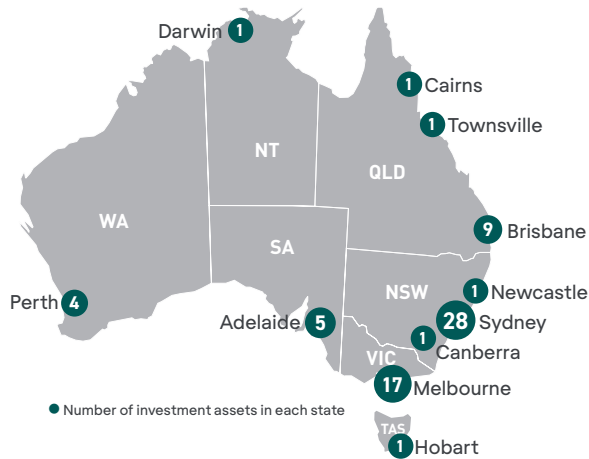 Darwin 1
1 Cairns
1 Townsville
NT
QLD
WA
9 Brisbane
SA
NSW
1 Newcastle
Perth 4
Adelaide 5
28 Sydney
1
Canberra
VIC
17 Melbourne
Number of investment assets in each state
TAS
1 Hobart